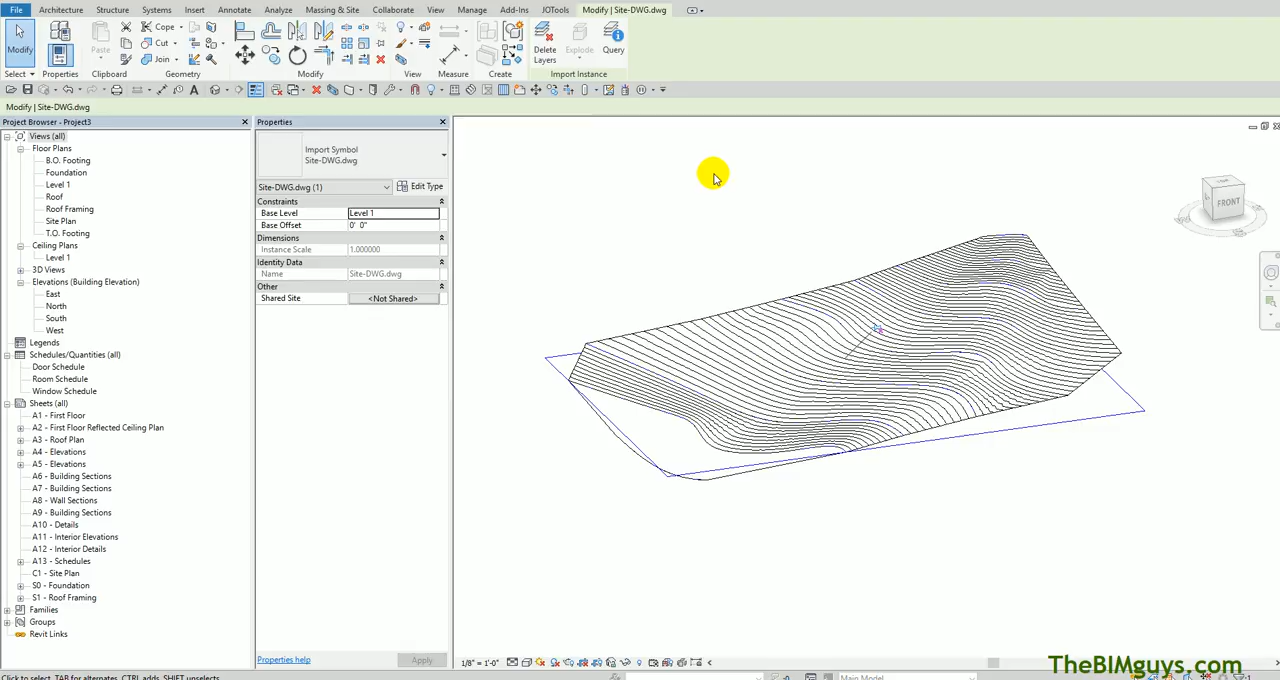 File Architecture Structure Systems Insert Annotate Analyze Massing & Site Collaborate View Manage Add-Ins JOTools Modify | Site-DWG.dwg
Modify Properties Paste Cope Cut Join Delete Layers Explode Query
Select Properties Clipboard Geometry Modify View Measure Create Import Instance
Modify | Site-DWG.dwg
Project Browser - Project3
Views (all)
Floor Plans
B.O. Footing
Foundation
Level 1
Roof
Roof Framing
Site Plan
T.O. Footing
Ceiling Plans
Level 1
3D Views
Elevations (Building Elevation)
East
North
South
West
Legends
Schedules/Quantities (all)
Door Schedule
Room Schedule
Window Schedule
Sheets (all)
A1 - First Floor
A2 - First Floor Reflected Ceiling Plan
A3 - Roof Plan
A4 - Elevations
A5 - Elevations
A6 - Building Sections
A7 - Building Sections
A8 - Wall Sections
A9 - Building Sections
A10 - Details
A11 - Interior Elevations
A12 - Interior Details
A13 - Schedules
C1 - Site Plan
S0 - Foundation
S1 - Roof Framing
Families
Groups
Revit Links
Properties
Import Symbol
Site-DWG.dwg
Site-DWG.dwg (1) Edit Type
Constraints
Base Level Level 1
Base Offset 0' 0"
Dimensions
Instance Scale 1.000000
Identity Data
Name Site-DWG.dwg
Other
Shared Site <Not Shared>
Properties help Apply
FRONT
1/8" = 1'-0"
TheBIMguys.com
Click to select, TAB for alternates, CTRL adds, SHIFT unselects. Main Model